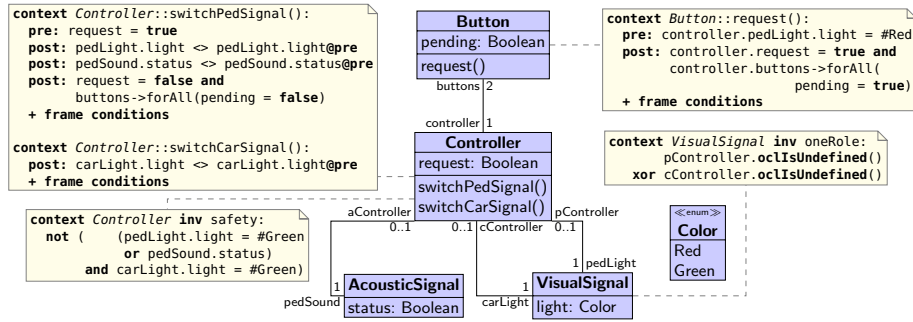 context Controller::switchPedSignal():
pre: request = true
post: pedLight.light <> pedLight.light@pre
post: pedSound.status <> pedSound.status@pre
post: request = false and
buttons->forAll(pending = false)
+ frame conditions
context Controller::switchCarSignal():
post: carLight.light <> carLight.light@pre
+ frame conditions
context Controller inv safety:
not ( (pedLight.light = #Green
or pedSound.status)
and carLight.light = #Green)
Button
pending: Boolean
request()
buttons 2
controller 1
Controller
request: Boolean
switchPedSignal()
switchCarSignal()
aController
0..1
0..1
cController
pController
0..1
1
pedSound
AcousticSignal
status: Boolean
1
carLight
1 pedLight
VisualSignal
light: Color
context Button::request():
pre: controller.pedLight.light = #Red
post: controller.request = true and
controller.buttons->forAll(
pending = true)
+ frame conditions
context VisualSignal inv oneRole:
pController.oclIsUndefined()
xor cController.oclIsUndefined()
≪enum≫
Color
Red
Green